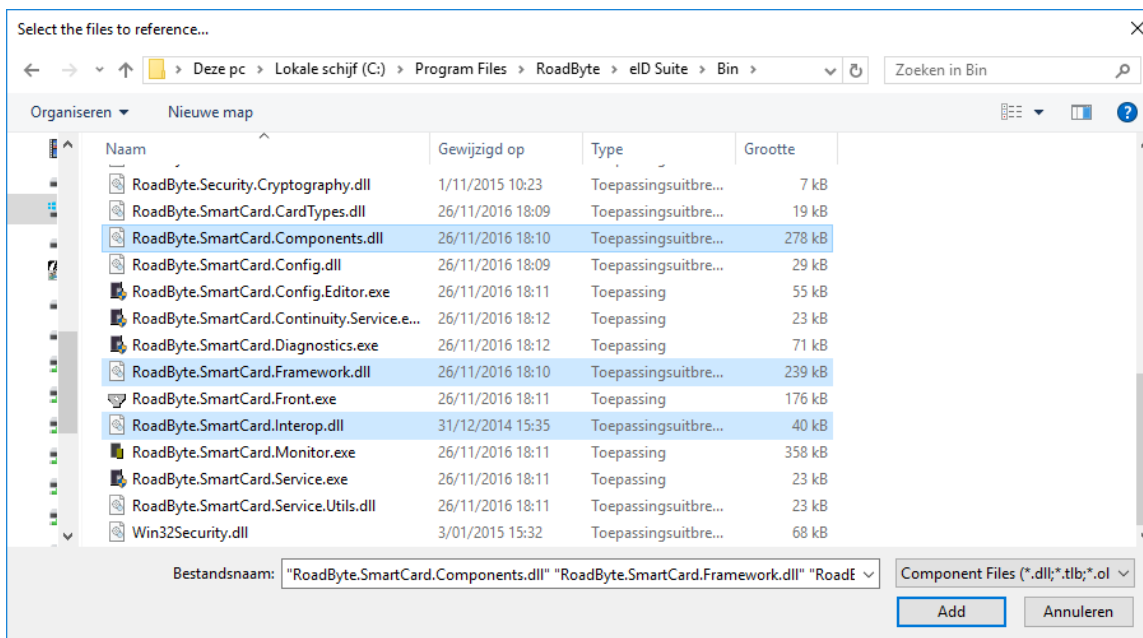 Select the files to reference...
Deze pc > Lokale schijf (C:) > Program Files > RoadByte > eID Suite > Bin > Zoeken in Bin
Organiseren Nieuwe map
Naam Gewijzigd op Type Grootte
RoadByte.Security.Cryptography.dll 1/11/2015 10:23 Toepassingsuitbre... 7 kB
RoadByte.SmartCard.CardTypes.dll 26/11/2016 18:09 Toepassingsuitbre... 19 kB
RoadByte.SmartCard.Components.dll 26/11/2016 18:10 Toepassingsuitbre... 278 kB
RoadByte.SmartCard.Config.dll 26/11/2016 18:09 Toepassingsuitbre... 29 kB
RoadByte.SmartCard.Config.Editor.exe 26/11/2016 18:11 Toepassing 55 kB
RoadByte.SmartCard.Continuity.Service.e... 26/11/2016 18:12 Toepassing 23 kB
RoadByte.SmartCard.Diagnostics.exe 26/11/2016 18:12 Toepassing 71 kB
RoadByte.SmartCard.Framework.dll 26/11/2016 18:10 Toepassingsuitbre... 239 kB
RoadByte.SmartCard.Front.exe 26/11/2016 18:11 Toepassing 176 kB
RoadByte.SmartCard.Interop.dll 31/12/2014 15:35 Toepassingsuitbre... 40 kB
RoadByte.SmartCard.Monitor.exe 26/11/2016 18:11 Toepassing 358 kB
RoadByte.SmartCard.Service.exe 26/11/2016 18:11 Toepassing 23 kB
RoadByte.SmartCard.Service.Utils.dll 26/11/2016 18:11 Toepassingsuitbre... 23 kB
Win32Security.dll 3/01/2015 15:32 Toepassingsuitbre... 68 kB
Bestandsnaam: "RoadByte.SmartCard.Components.dll" "RoadByte.SmartCard.Framework.dll" "RoadE Component Files (*.dll;*.tlb;*.ol
Add Annuleren